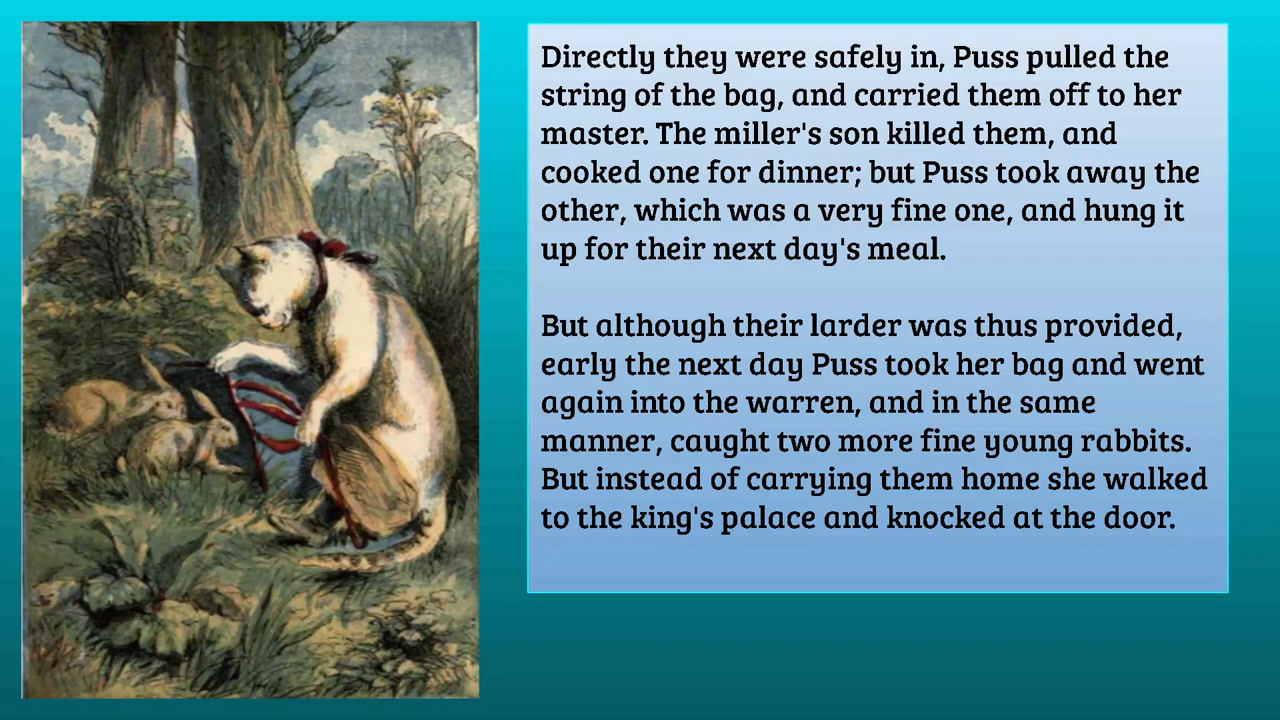 Directly they were safely in, Puss pulled the
string of the bag, and carried them off to her
master. The miller's son killed them, and
cooked one for dinner; but Puss took away the
other, which was a very fine one, and hung it
up for their next day's meal.
But although their larder was thus provided,
early the next day Puss took her bag and went
again into the warren, and in the same
manner, caught two more fine young rabbits.
But instead of carrying them home she walked
to the king's palace and knocked at the door.